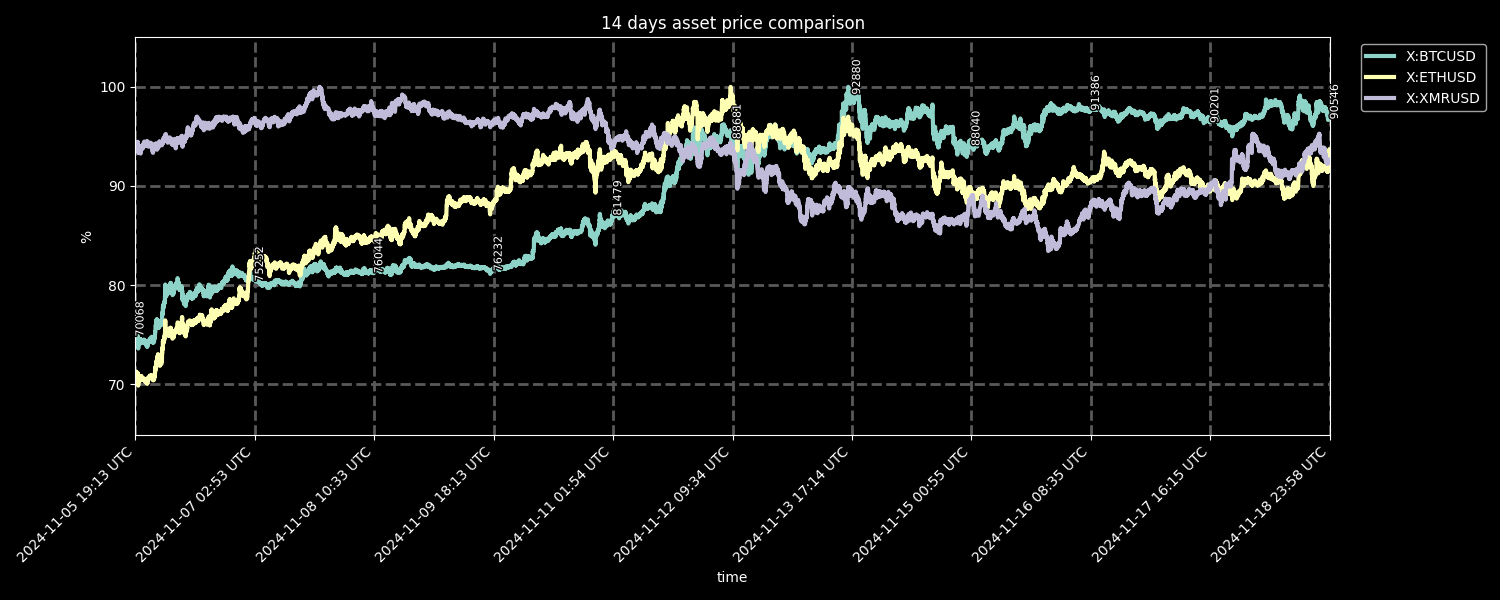 14 days asset price comparison
X:BTCUSD
X:ETHUSD
X:XMRUSD
100
90
80
70
%
70068
75252
76044
76232
81479
88681
92880
88040
91386
90201
90546
2024-11-05 19:13 UTC
2024-11-07 02:53 UTC
2024-11-08 10:33 UTC
2024-11-09 18:13 UTC
2024-11-11 01:54 UTC
2024-11-12 09:34 UTC
2024-11-13 17:14 UTC
2024-11-15 00:55 UTC
2024-11-16 08:35 UTC
2024-11-17 16:15 UTC
2024-11-18 23:58 UTC
time